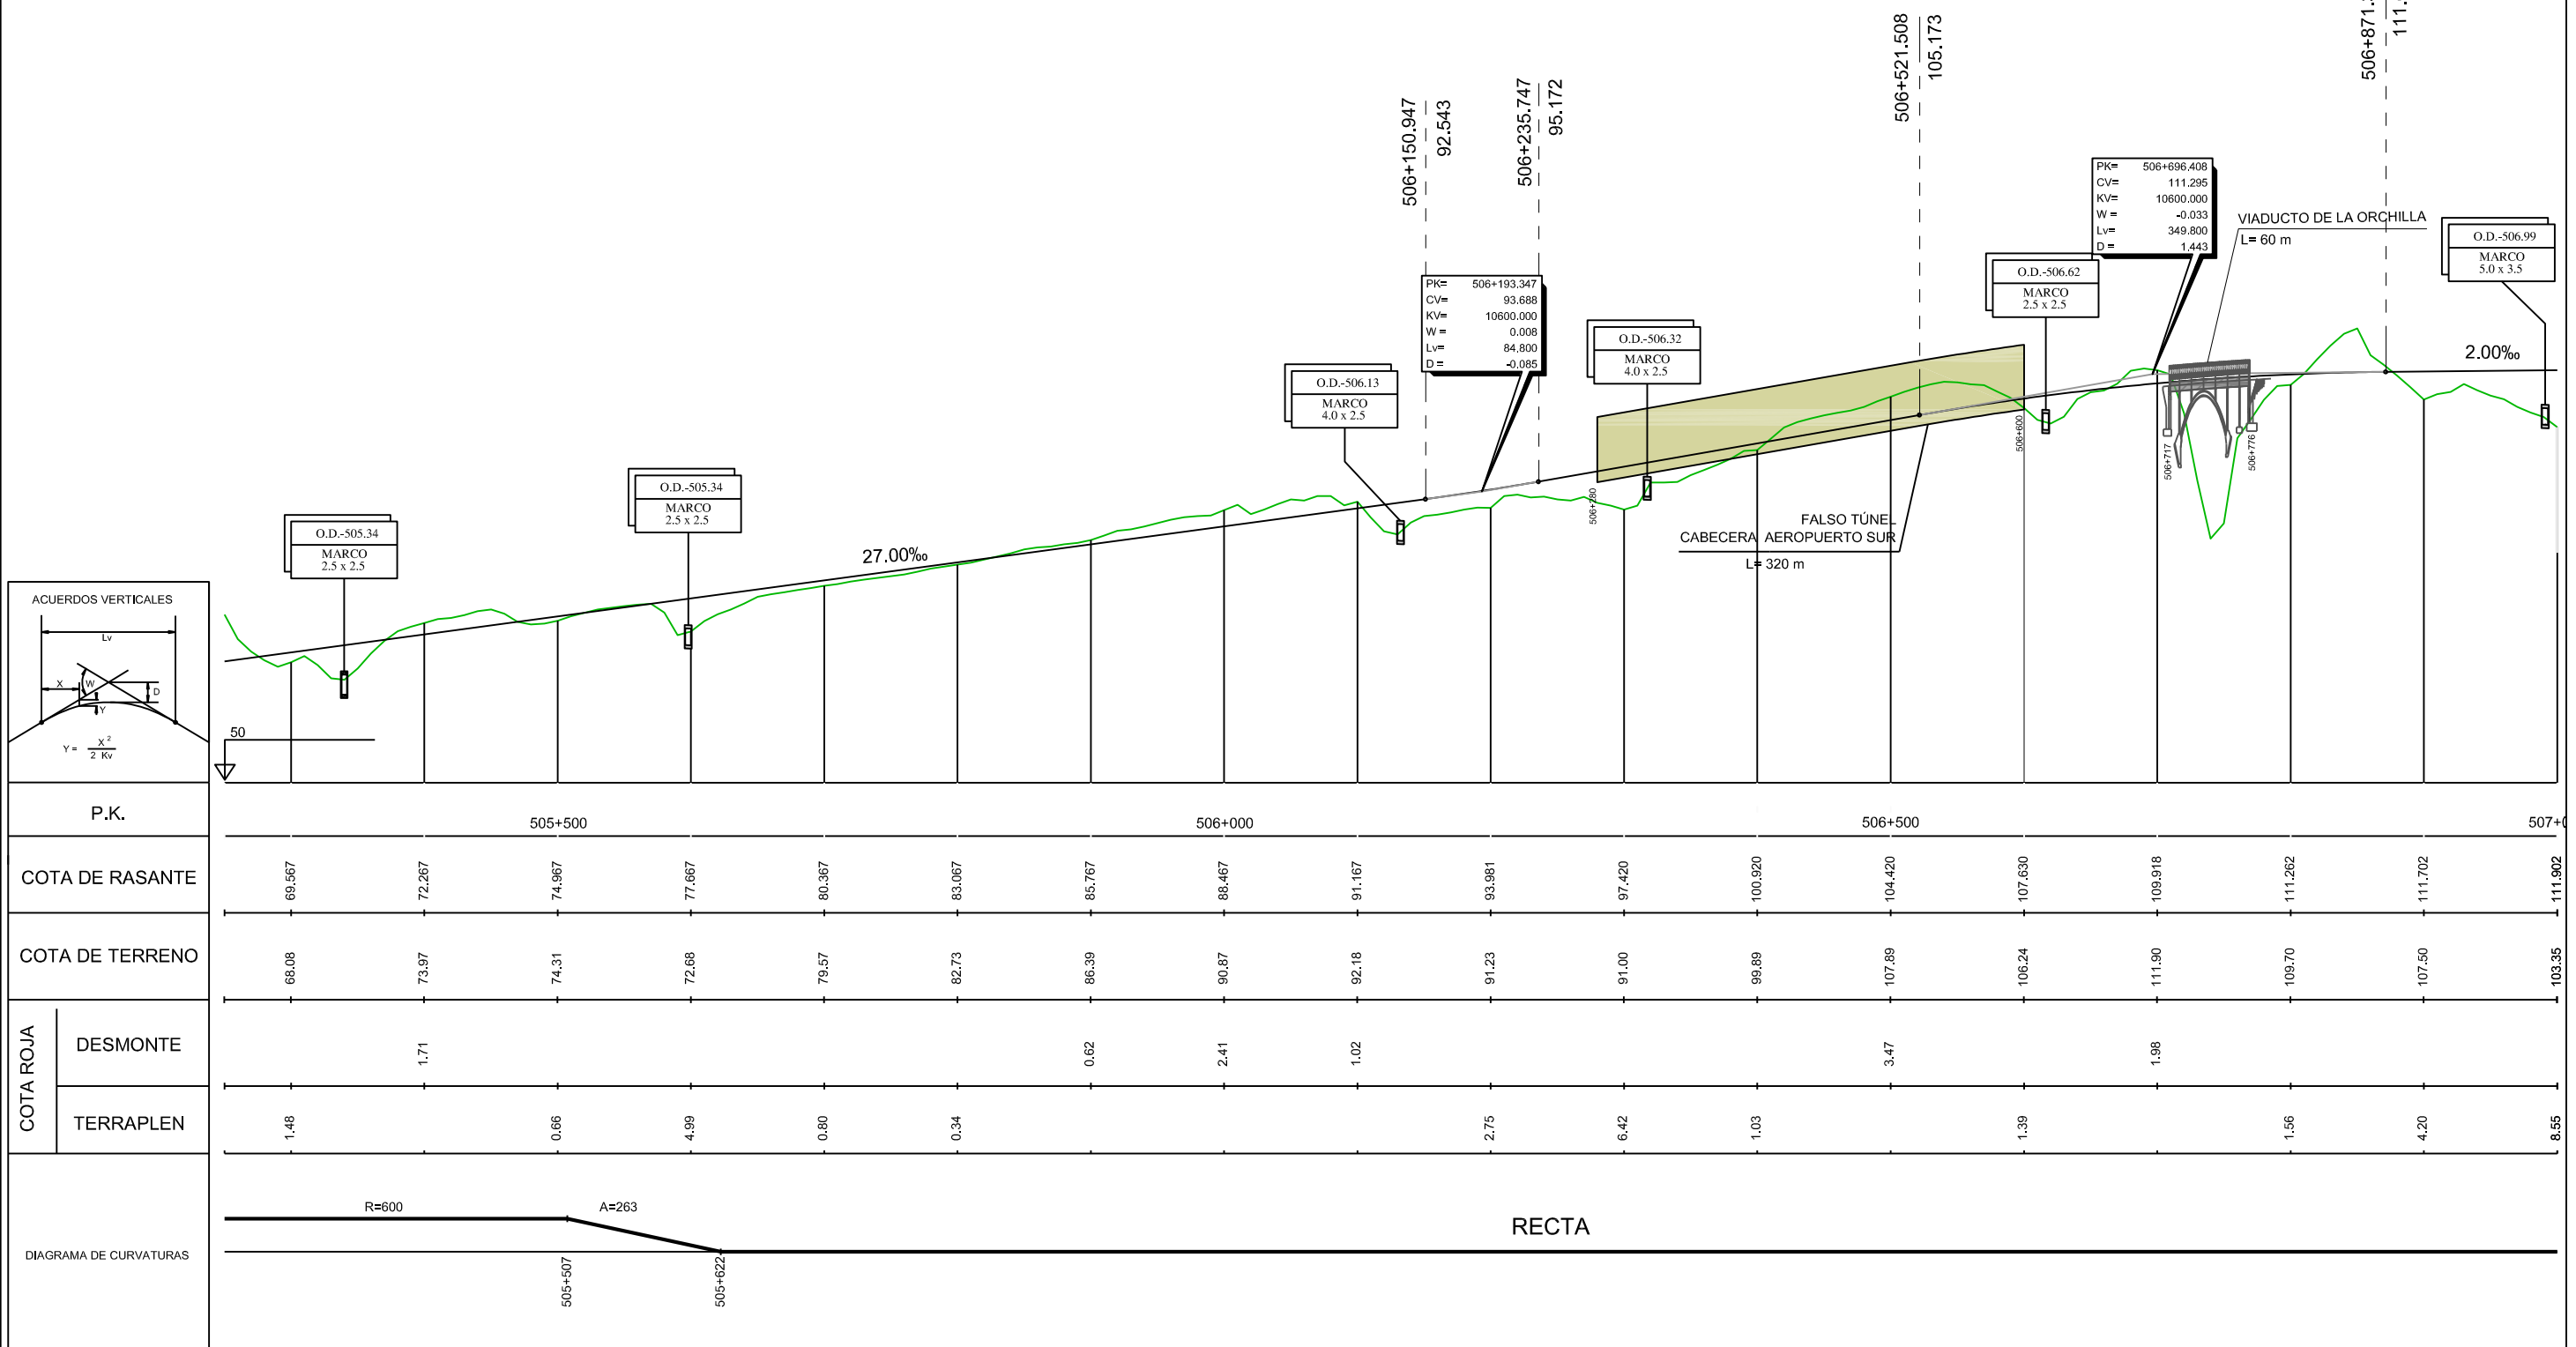 506+150.947
92.543
506+235.747
95.172
506+521.508
105.173
506+871.
111.
PK= 506+696.408
CV= 111.295
KV= 10600.000
W = -0.033
Lv= 349.800
D = 1.443
VIADUCTO DE LA ORCHILLA
L= 60 m
O.D.-506.99
MARCO
5.0 x 3.5
O.D.-506.62
MARCO
2.5 x 2.5
PK= 506+193.347
CV= 93.688
KV= 10600.000
W = 0.008
Lv= 84.800
D = -0.085
O.D.-506.32
MARCO
4.0 x 2.5
O.D.-506.13
MARCO
4.0 x 2.5
2.00‰
O.D.-505.34
MARCO
2.5 x 2.5
O.D.-505.34
MARCO
2.5 x 2.5
27.00‰
506+280
506+600
506+717
506+776
FALSO TÚNEL
CABECERA AEROPUERTO SUR
L= 320 m
ACUERDOS VERTICALES
Lv
X
W
D
Y
Y = X 2
2 Kv
50
P.K.
505+500 506+000 506+500 507+0
COTA DE RASANTE
69.567 72.267 74.967 77.667 80.367 83.067 85.767 88.467 91.167 93.981 97.420 100.920 104.420 107.630 109.918 111.262 111.702 111.902
COTA DE TERRENO
68.08 73.97 74.31 72.68 79.57 82.73 86.39 90.87 92.18 91.23 91.00 99.89 107.89 106.24 111.90 109.70 107.50 103.35
COTA ROJA
DESMONTE
1.71 0.62 2.41 1.02 3.47 1.98
TERRAPLEN
1.48 0.66 4.99 0.80 0.34 2.75 6.42 1.03 1.39 1.56 4.20 8.55
DIAGRAMA DE CURVATURAS
R=600
A=263
RECTA
505+507
505+622